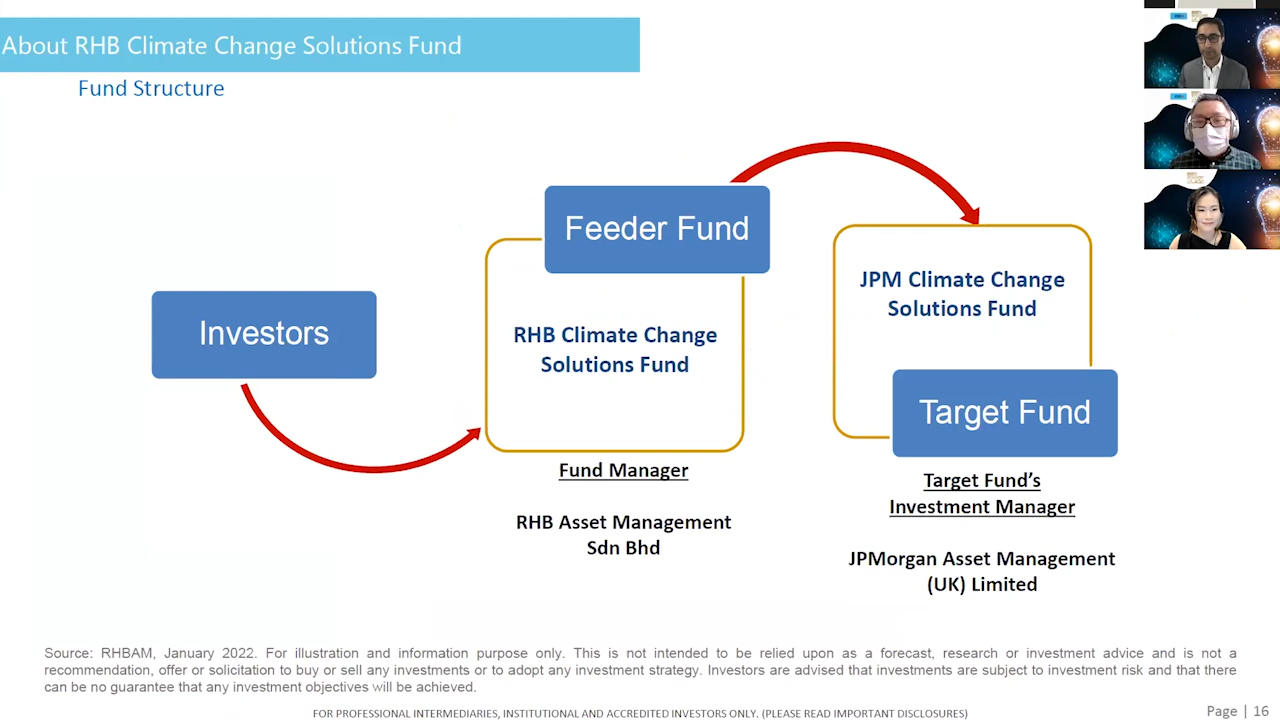 About RHB Climate Change Solutions Fund
Fund Structure
Feeder Fund
Investors
RHB Climate Change
Solutions Fund
JPM Climate Change
Solutions Fund
Target Fund
Fund Manager
RHB Asset Management
Sdn Bhd
Target Fund’s
Investment Manager
JPMorgan Asset Management
(UK) Limited
Source: RHBAM, January 2022. For illustration and information purpose only. This is not intended to be relied upon as a forecast, research or investment advice and is not a
recommendation, offer or solicitation to buy or sell any investments or to adopt any investment strategy. Investors are advised that investments are subject to investment risk and that there
can be no guarantee that any investment objectives will be achieved.
FOR PROFESSIONAL INTERMEDIARIES, INSTITUTIONAL AND ACCREDITED INVESTORS ONLY. (PLEASE READ IMPORTANT DISCLOSURES)
Page | 16